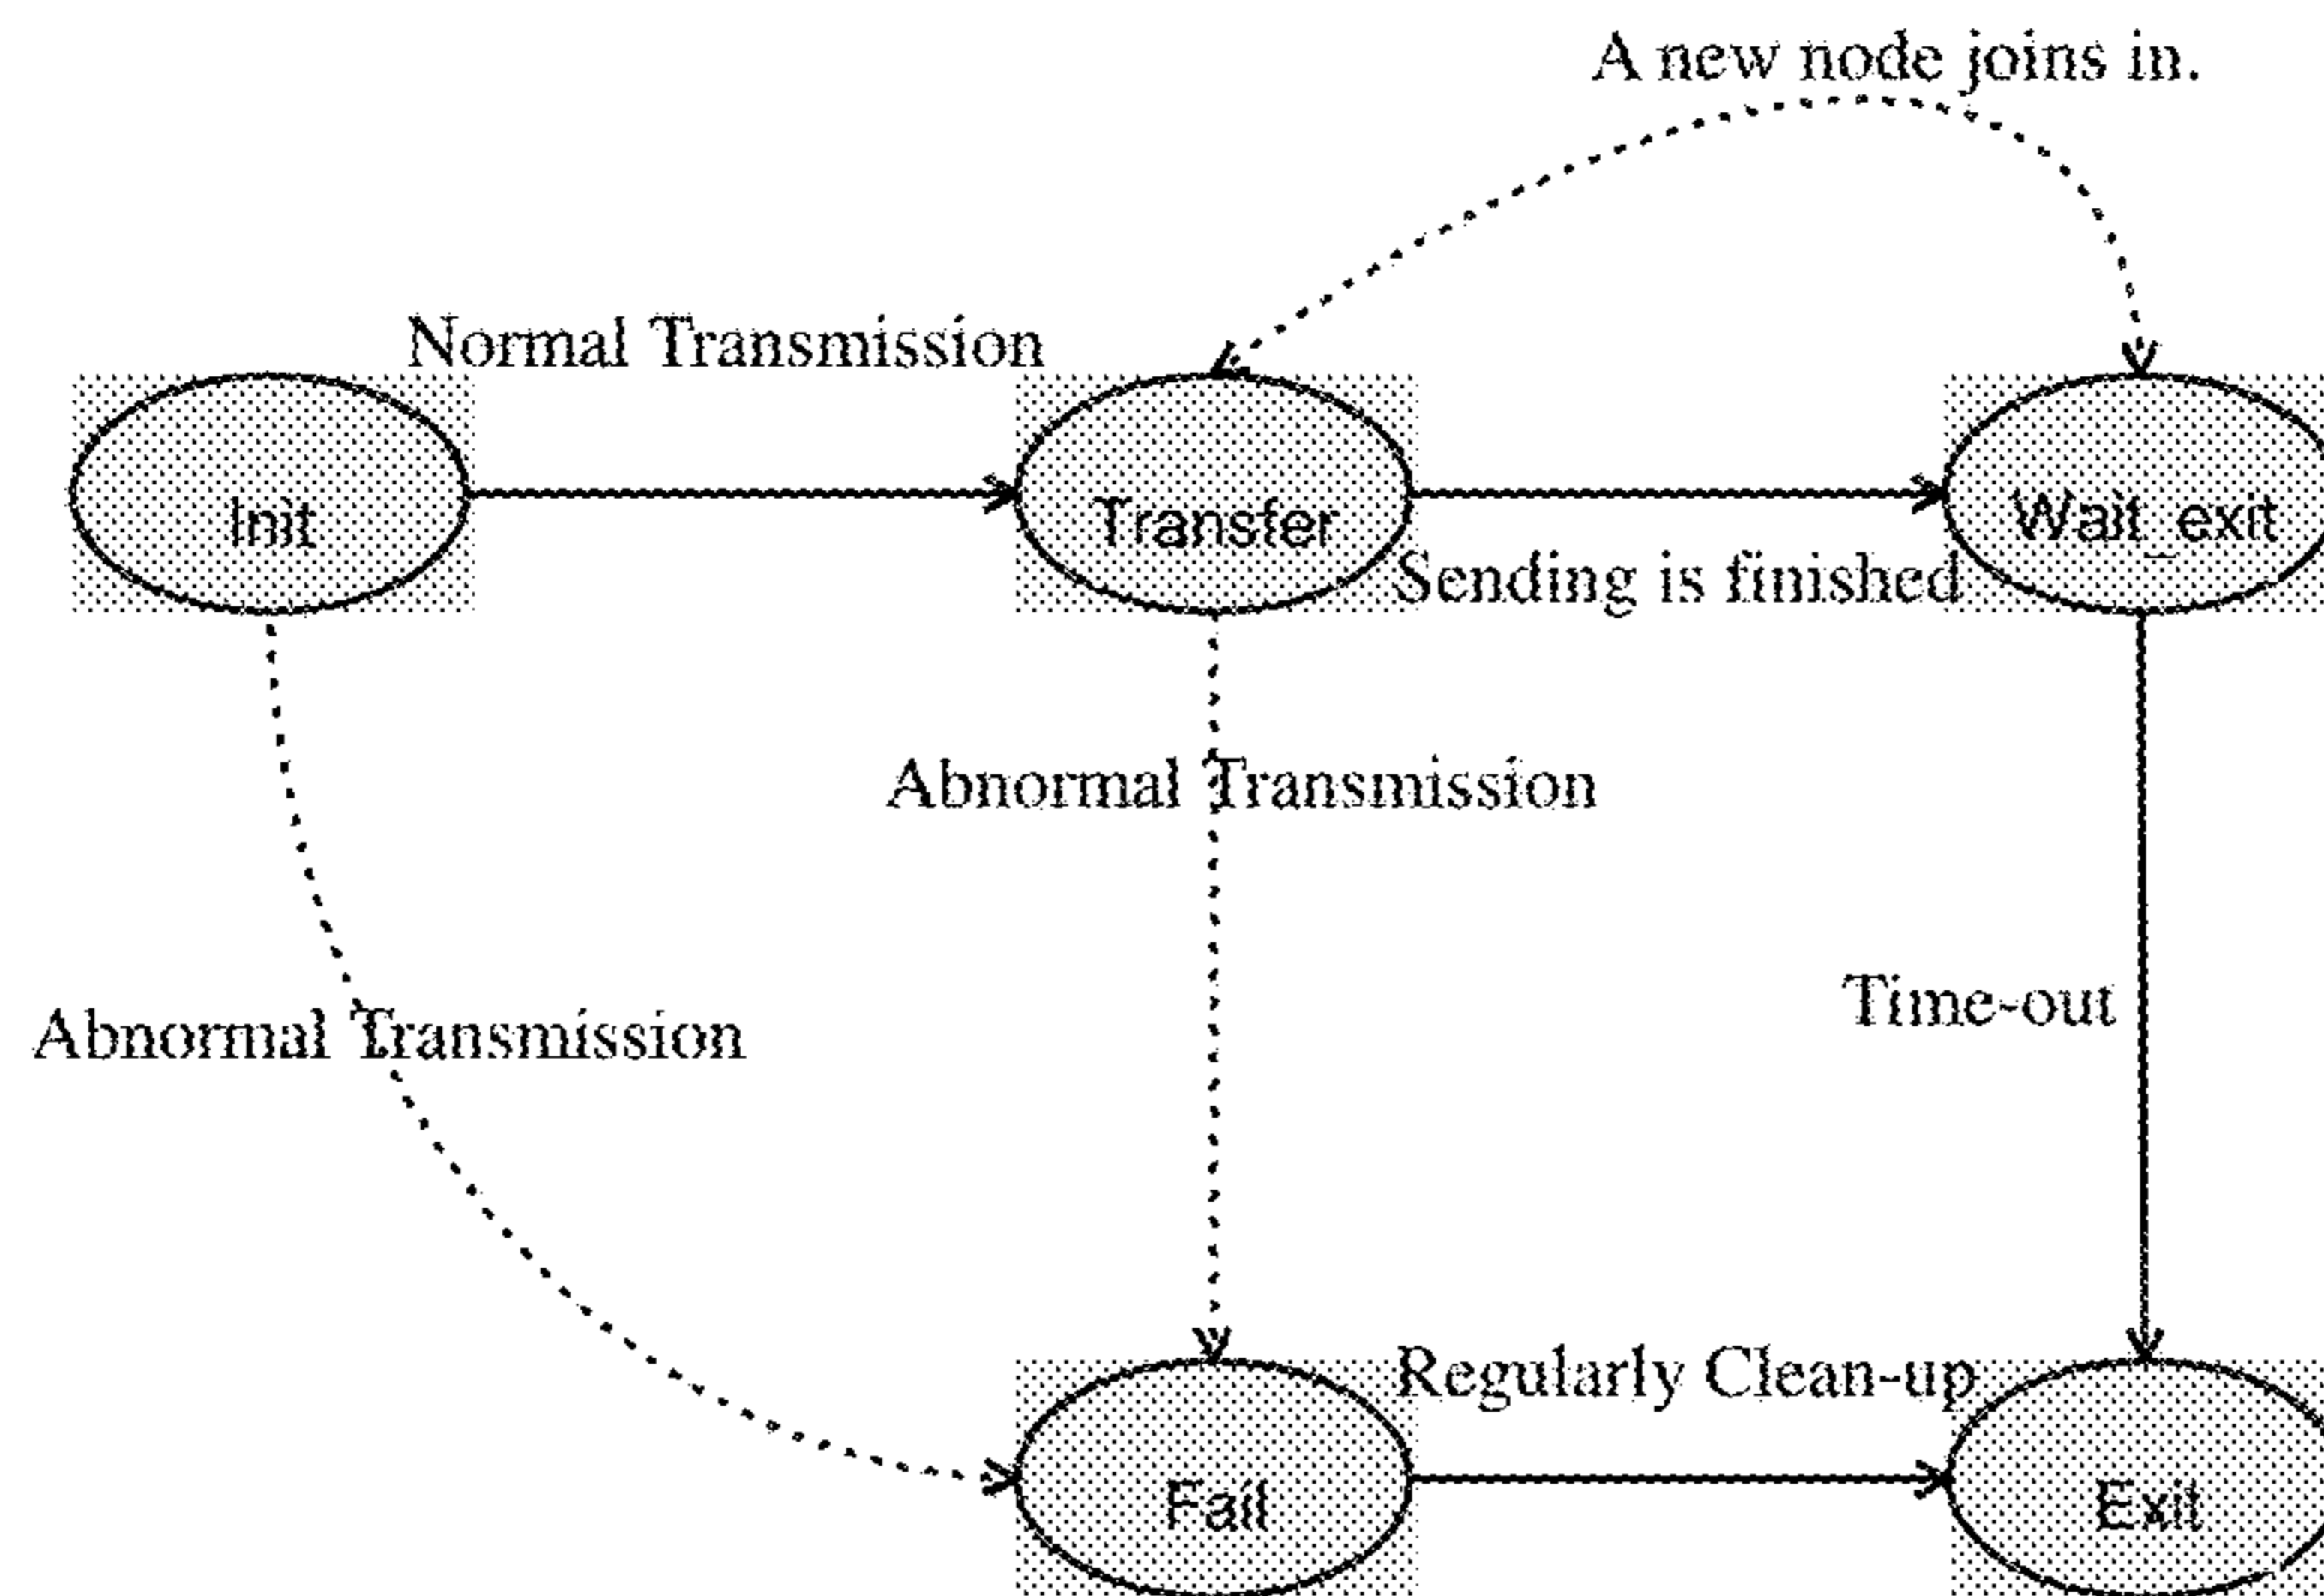 A new node joins in.
Normal Transmission
Init
Transfer
Wait_exit
Sending is finished
Abnormal Transmission
Time-out
Abnormal Transmission
Regularly Clean-up
Fail
Exit